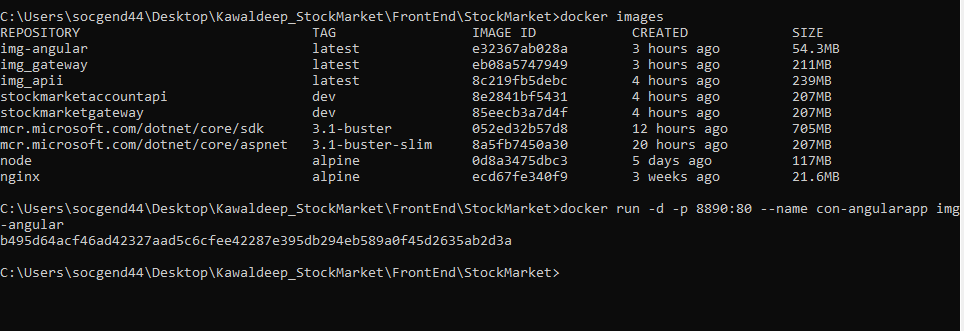 C:\Users\socgend44\Desktop\Kawaldeep_StockMarket\FrontEnd\StockMarket>docker images
REPOSITORY TAG IMAGE ID CREATED SIZE
img-angular latest e32367ab028a 3 hours ago 54.3MB
img_gateway latest eb08a5747949 3 hours ago 211MB
img_apii latest 8c219fb5debc 4 hours ago 239MB
stockmarketaccountapi dev 8e2841bf5431 4 hours ago 207MB
stockmarketgateway dev 85eecb3a7d4f 4 hours ago 207MB
mcr.microsoft.com/dotnet/core/sdk 3.1-buster 052ed32b57d8 12 hours ago 705MB
mcr.microsoft.com/dotnet/core/aspnet 3.1-buster-slim 8a5fb7450a30 20 hours ago 207MB
node alpine 0d8a3475dbc3 5 days ago 117MB
nginx alpine ecd67fe340f9 3 weeks ago 21.6MB
C:\Users\socgend44\Desktop\Kawaldeep_StockMarket\FrontEnd\StockMarket>docker run -d -p 8890:80 --name con-angularapp img
-angular
b495d64acf46ad42327aad5c6cfee42287e395db294eb589a0f45d2635ab2d3a
C:\Users\socgend44\Desktop\Kawaldeep_StockMarket\FrontEnd\StockMarket>